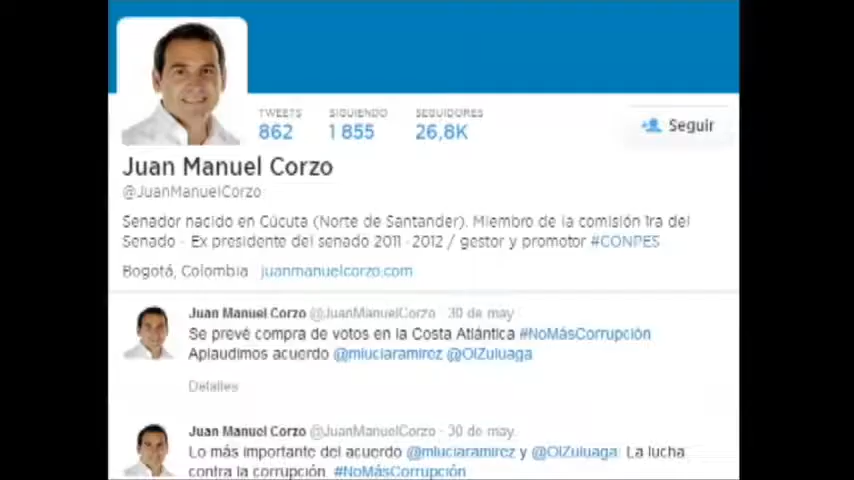 TWEETS SIGUIENDO SEGUIDORES
862 1 855 26,8K
Seguir
Juan Manuel Corzo
@JuanManuelCorzo
Senador nacido en Cúcuta (Norte de Santander). Miembro de la comisión 1ra del
Senado - Ex presidente del senado 2011 -2012 / gestor y promotor #CONPES
Bogotá, Colombia juanmanuelcorzo.com
Juan Manuel Corzo @JuanManuelCorzo · 30 de may.
Se prevé compra de votos en la Costa Atlántica #NoMásCorrupción
Aplaudimos acuerdo @mluciaramirez @OIZuluaga
Detalles
Juan Manuel Corzo @JuanManuelCorzo · 30 de may.
Lo más importante del acuerdo @mluciaramirez y @OIZuluaga: La lucha
contra la corrupción. #NoMásCorrupción